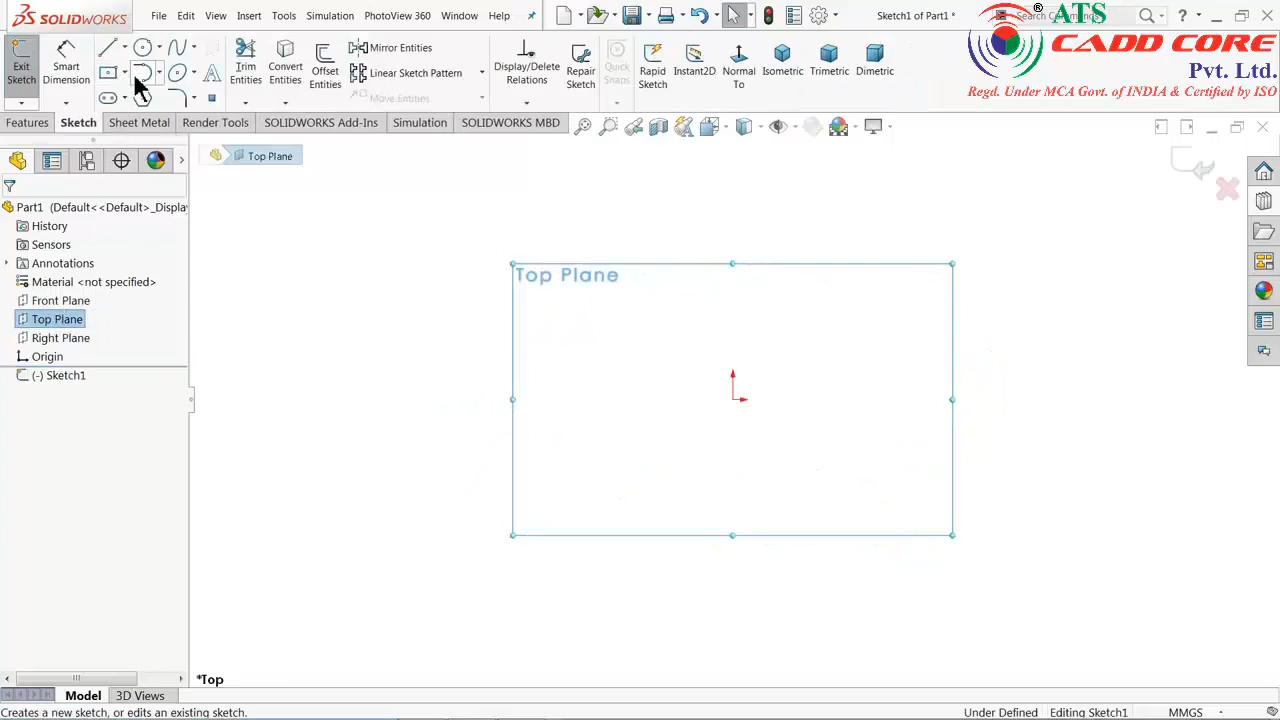 SOLIDWORKS
File
Edit
View
Insert
Tools
Simulation
PhotoView 360
Window
Help
Sketch1 of Part1 *
Search Commands
?
ATS
®
CADD CORE
Pvt. Ltd.
Regd. Under MCA Govt. of INDIA & Certified by ISO
Exit
Sketch
Smart
Dimension
Trim
Entities
Convert
Entities
Offset
Entities
Mirror Entities
Linear Sketch Pattern
Move Entities
Display/Delete
Relations
Repair
Sketch
Quick
Snaps
Rapid
Sketch
Instant2D
Normal
To
Isometric
Trimetric
Dimetric
Features
Sketch
Sheet Metal
Render Tools
SOLIDWORKS Add-Ins
Simulation
SOLIDWORKS MBD
Top Plane
Part1 (Default<<Default>_Displa
History
Sensors
Annotations
Material <not specified>
Front Plane
Top Plane
Right Plane
Origin
(-) Sketch1
Top Plane
*Top
Model
3D Views
Creates a new sketch, or edits an existing sketch.
Under Defined
Editing Sketch1
MMGS